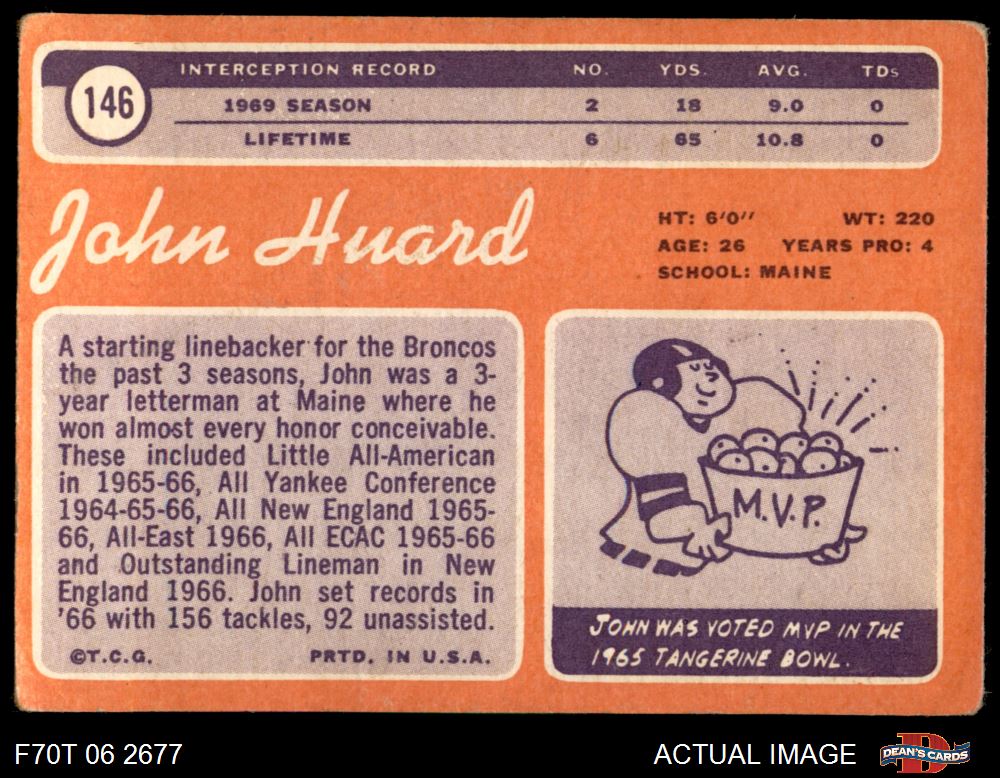 146
INTERCEPTION RECORD NO. YDS. AVG. TDs
1969 SEASON 2 18 9.0 0
LIFETIME 6 65 10.8 0
John Huard
HT: 6'0" WT: 220
AGE: 26 YEARS PRO: 4
SCHOOL: MAINE
A starting linebacker for the Broncos
the past 3 seasons, John was a 3-
year letterman at Maine where he
won almost every honor conceivable.
These included Little All-American
in 1965-66, All Yankee Conference
1964-65-66, All New England 1965-
66, All-East 1966, All ECAC 1965-66
and Outstanding Lineman in New
England 1966. John set records in
'66 with 156 tackles, 92 unassisted.
©T.C.G. PRTD. IN U.S.A.
M.V.P.
JOHN WAS VOTED MVP IN THE
1965 TANGERINE BOWL.
F70T 06 2677
ACTUAL IMAGE
D
DEAN'S CARDS